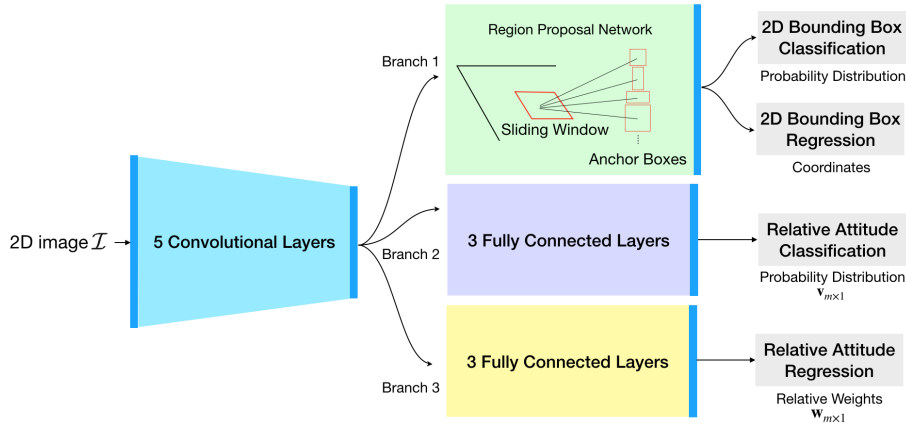 2D image I
5 Convolutional Layers
Branch 1
Region Proposal Network
Sliding Window
Anchor Boxes
2D Bounding Box
Classification
Probability Distribution
2D Bounding Box
Regression
Coordinates
Branch 2
3 Fully Connected Layers
Relative Attitude
Classification
Probability Distribution
v_{m×1}
Branch 3
3 Fully Connected Layers
Relative Attitude
Regression
Relative Weights
w_{m×1}